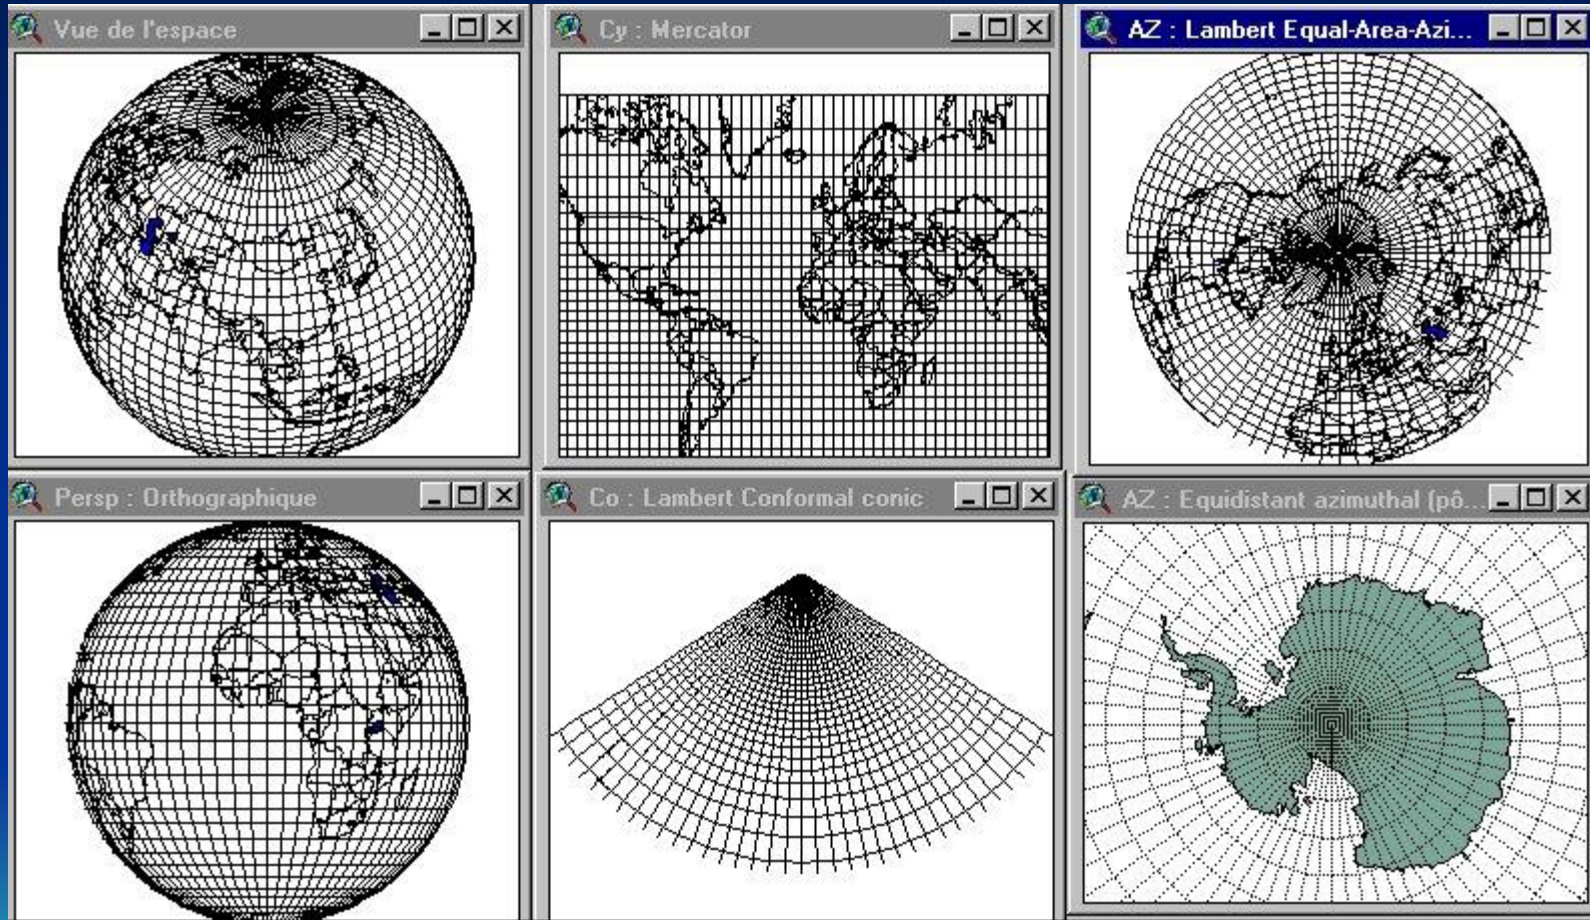 Vue de l'espace
Cy : Mercator
AZ : Lambert Equal-Area-Azi...
Persp : Orthographique
Co : Lambert Conformal conic
AZ : Equidistant azimuthal (pô...